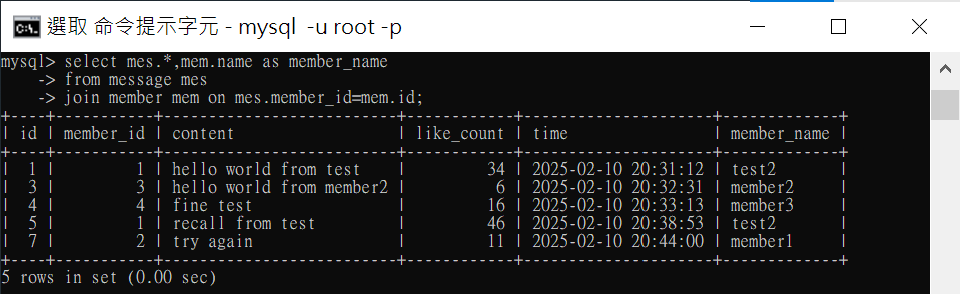 選取 命令提示字元 - mysql  -u root -p
mysql> select mes.*,mem.name as member_name
    -> from message mes
    -> join member mem on mes.member_id=mem.id;
+----+-----------+--------------------------+------------+---------------------+-------------+
| id | member_id | content                  | like_count | time                | member_name |
+----+-----------+--------------------------+------------+---------------------+-------------+
|  1 |         1 | hello world from test    |         34 | 2025-02-10 20:31:12 | test2       |
|  3 |         3 | hello world from member2 |          6 | 2025-02-10 20:32:31 | member2     |
|  4 |         4 | fine test                |         16 | 2025-02-10 20:33:13 | member3     |
|  5 |         1 | recall from test         |         46 | 2025-02-10 20:38:53 | test2       |
|  7 |         2 | try again                |         11 | 2025-02-10 20:44:00 | member1     |
+----+-----------+--------------------------+------------+---------------------+-------------+
5 rows in set (0.00 sec)